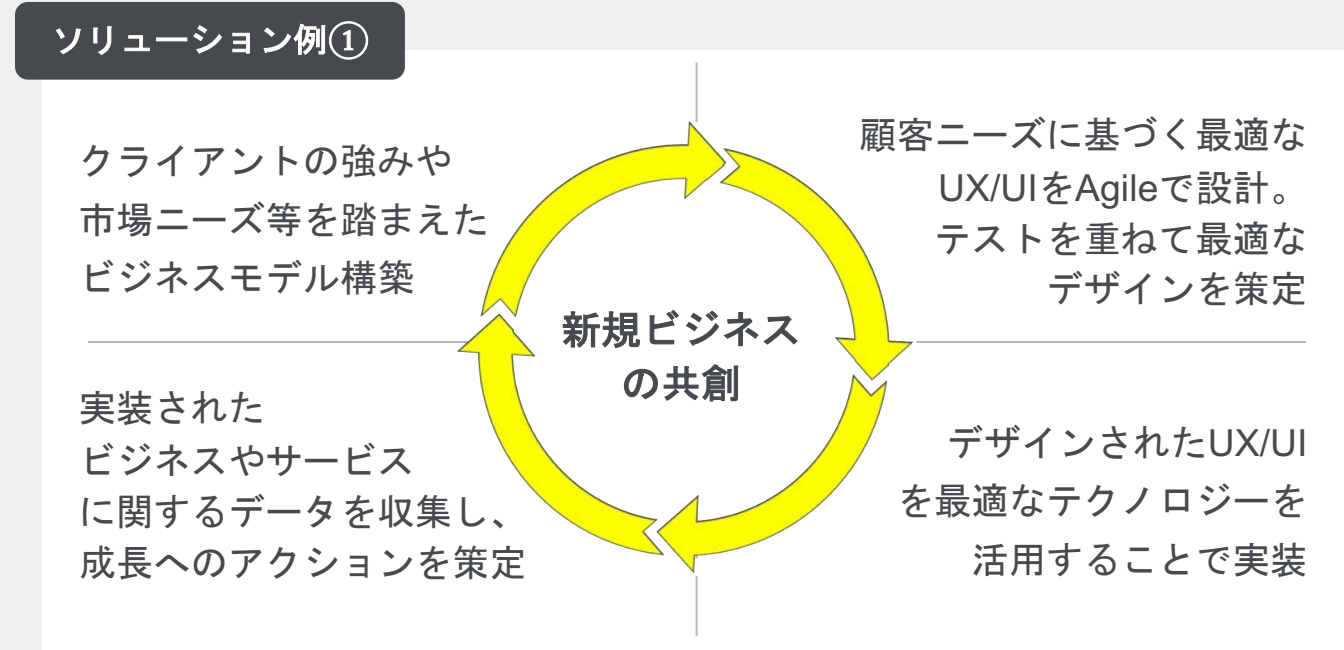 ソリューション例①
クライアントの強みや
市場ニーズ等を踏まえた
ビジネスモデル構築
顧客ニーズに基づく最適な
UX/UIをAgileで設計。
テストを重ねて最適な
デザインを策定
新規ビジネス
の共創
実装された
ビジネスやサービス
に関するデータを収集し、
成長へのアクションを策定
デザインされたUX/UI
を最適なテクノロジーを
活用することで実装